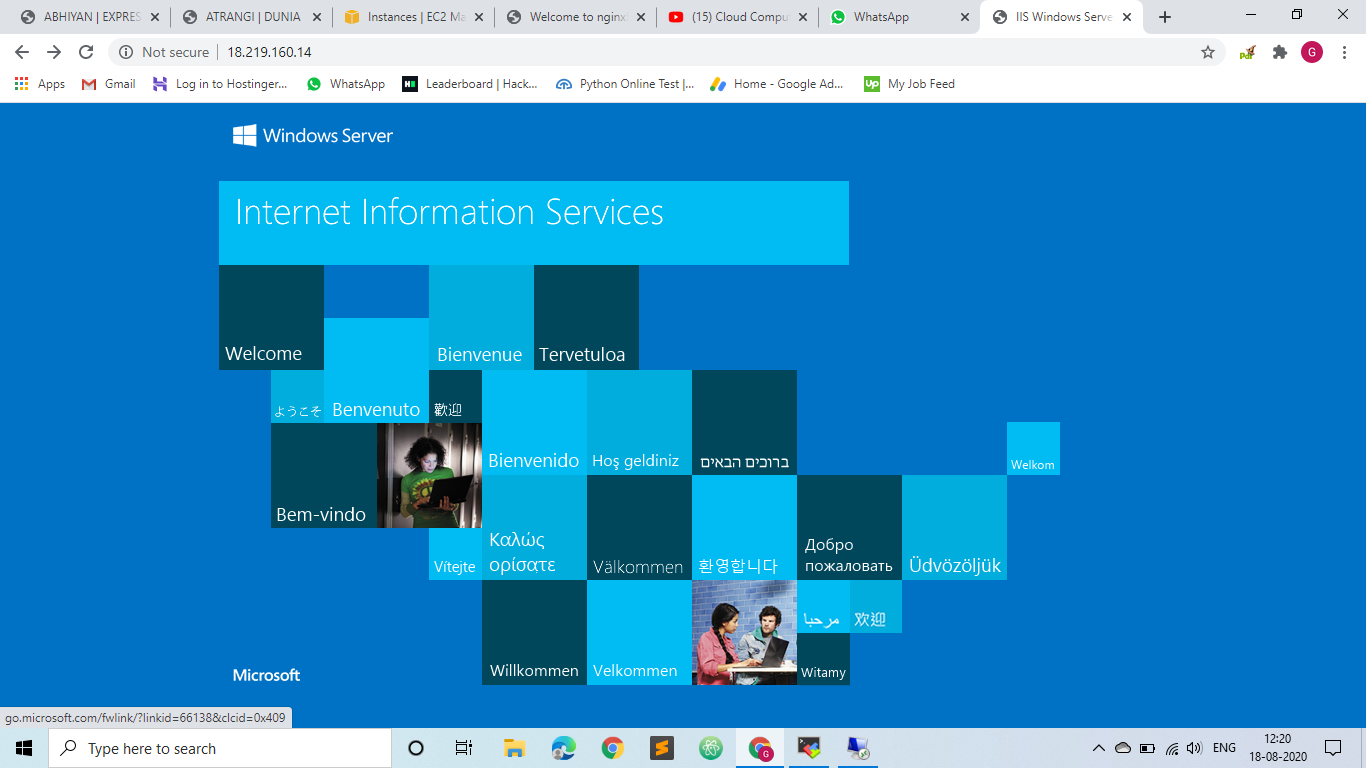 ABHIYAN | EXPRES
ATRANGI | DUNIA
Instances | EC2 Ma
Welcome to nginx
(15) Cloud Compu
WhatsApp
IIS Windows Serve
Not secure
18.219.160.14
G
Apps
Gmail
Log in to Hostinger...
WhatsApp
Leaderboard | Hack...
Python Online Test |...
Home - Google Ad...
Up
My Job Feed
Windows Server
Internet Information Services
Welcome
Bienvenue
Tervetuloa
ようこそ
Benvenuto
歡迎
Bienvenido
Hoş geldiniz
ברוכים הבאים
Welkom
Bem-vindo
Vítejte
Καλώς
ορίσατε
Välkommen
환영합니다
Добро
пожаловать
Üdvözöljük
Willkommen
Velkommen
مرحبا
欢迎
Witamy
Microsoft
go.microsoft.com/fwlink/?linkid=66138&clcid=0x409
Type here to search
G
ENG
12:20
18-08-2020